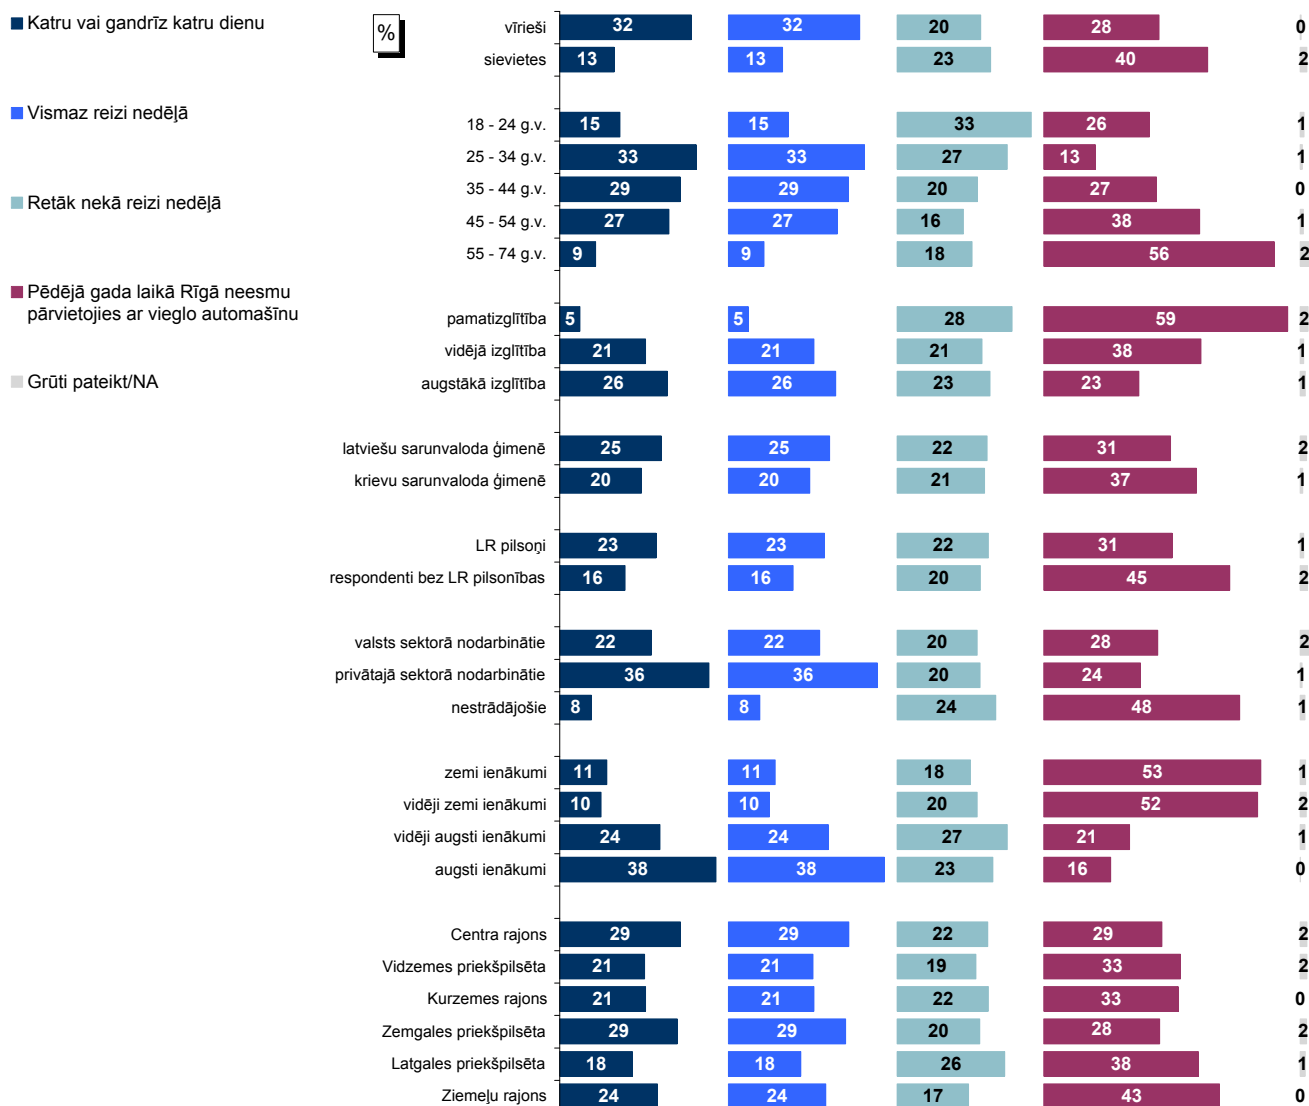 Katru vai gandrīz katru dienu
Vismaz reizi nedēļā
Retāk nekā reizi nedēļā
Pēdējā gada laikā Rīgā neesmu
pārvietojies ar vieglo automašīnu
Grūti pateikt/NA
%
vīrieši 32 32 20 28 0
sievietes 13 13 23 40 2
18 - 24 g.v. 15 15 33 26 1
25 - 34 g.v. 33 33 27 13 1
35 - 44 g.v. 29 29 20 27 0
45 - 54 g.v. 27 27 16 38 1
55 - 74 g.v. 9 9 18 56 2
pamatizglītība 5 5 28 59 2
vidējā izglītība 21 21 21 38 1
augstākā izglītība 26 26 23 23 1
latviešu sarunvaloda ģimenē 25 25 22 31 2
krievu sarunvaloda ģimenē 20 20 21 37 1
LR pilsoņi 23 23 22 31 1
respondenti bez LR pilsonības 16 16 20 45 2
valsts sektorā nodarbinātie 22 22 20 28 2
privātajā sektorā nodarbinātie 36 36 20 24 1
nestrādājošie 8 8 24 48 1
zemi ienākumi 11 11 18 53 1
vidēji zemi ienākumi 10 10 20 52 2
vidēji augsti ienākumi 24 24 27 21 1
augsti ienākumi 38 38 23 16 0
Centra rajons 29 29 22 29 2
Vidzemes priekšpilsēta 21 21 19 33 2
Kurzemes rajons 21 21 22 33 0
Zemgales priekšpilsēta 29 29 20 28 2
Latgales priekšpilsēta 18 18 26 38 1
Ziemeļu rajons 24 24 17 43 0